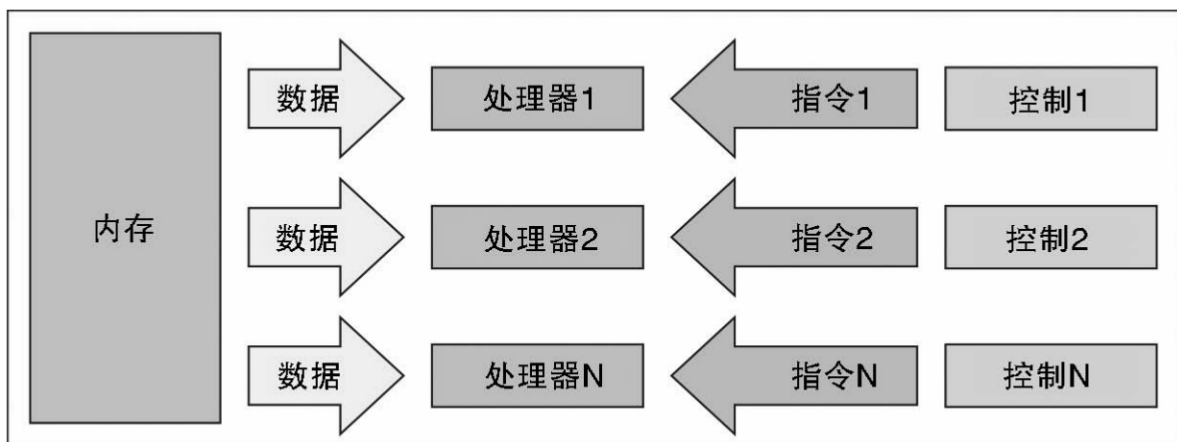 内存
数据
处理器1
指令1
控制1
数据
处理器2
指令2
控制2
数据
处理器N
指令N
控制N